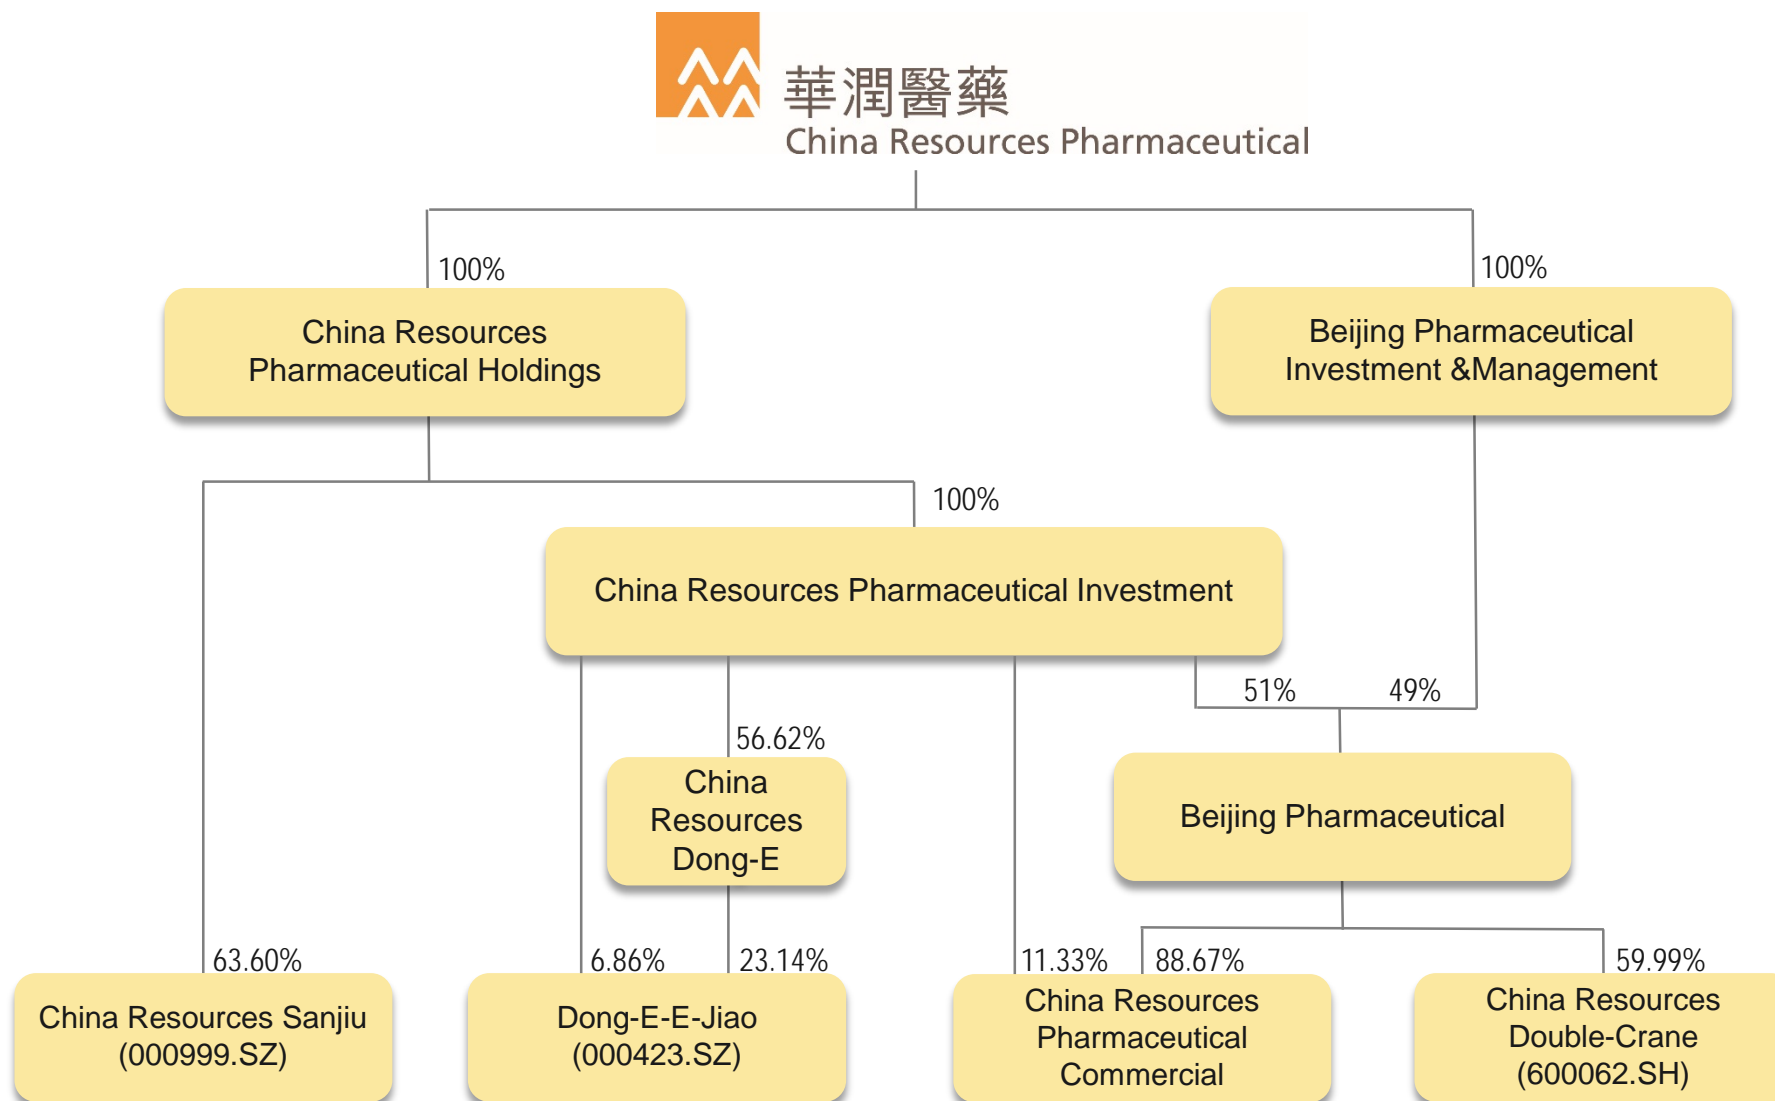 華潤醫藥
China Resources Pharmaceutical
100%
100%
China Resources
Pharmaceutical Holdings
Beijing Pharmaceutical
Investment &Management
100%
China Resources Pharmaceutical Investment
51%
49%
56.62%
China
Resources
Dong-E
Beijing Pharmaceutical
63.60%
6.86%
23.14%
11.33%
88.67%
59.99%
China Resources Sanjiu
(000999.SZ)
Dong-E-E-Jiao
(000423.SZ)
China Resources
Pharmaceutical
Commercial
China Resources
Double-Crane
(600062.SH)